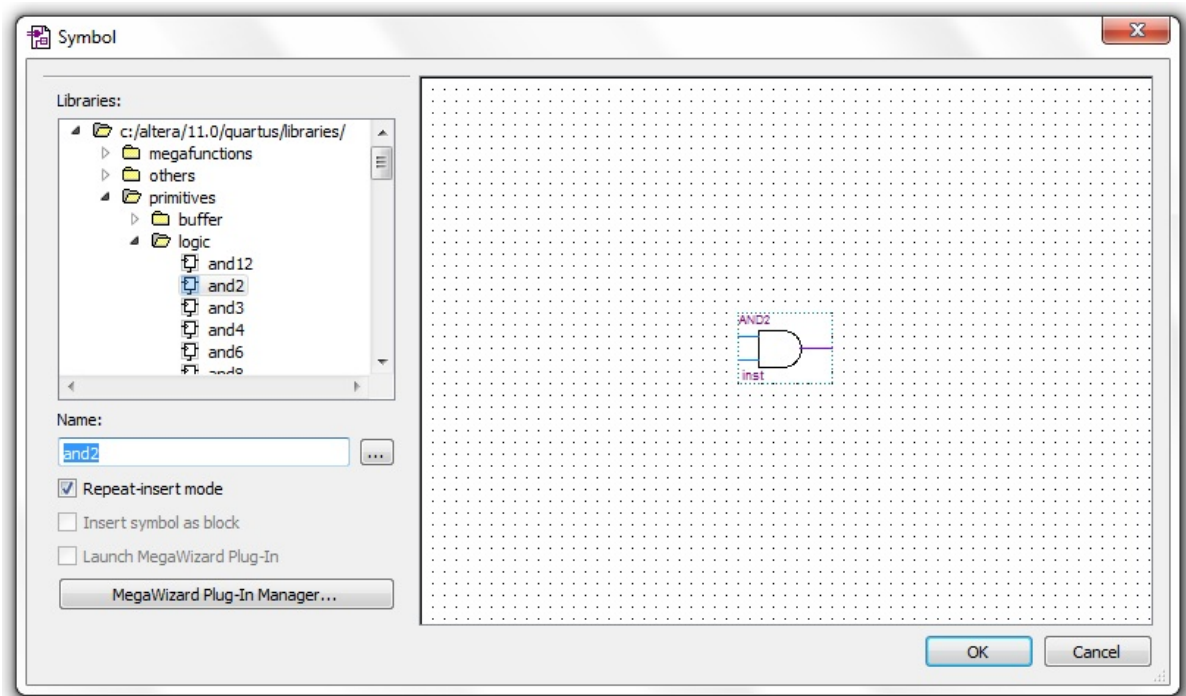 Symbol
Libraries:
c:/altera/11.0/quartus/libraries/
megafunctions
others
primitives
buffer
logic
and12
and2
and3
and4
and6
and8
Name:
and2
...
Repeat-insert mode
Insert symbol as block
Launch MegaWizard Plug-In
MegaWizard Plug-In Manager...
AND2
inst
OK
Cancel